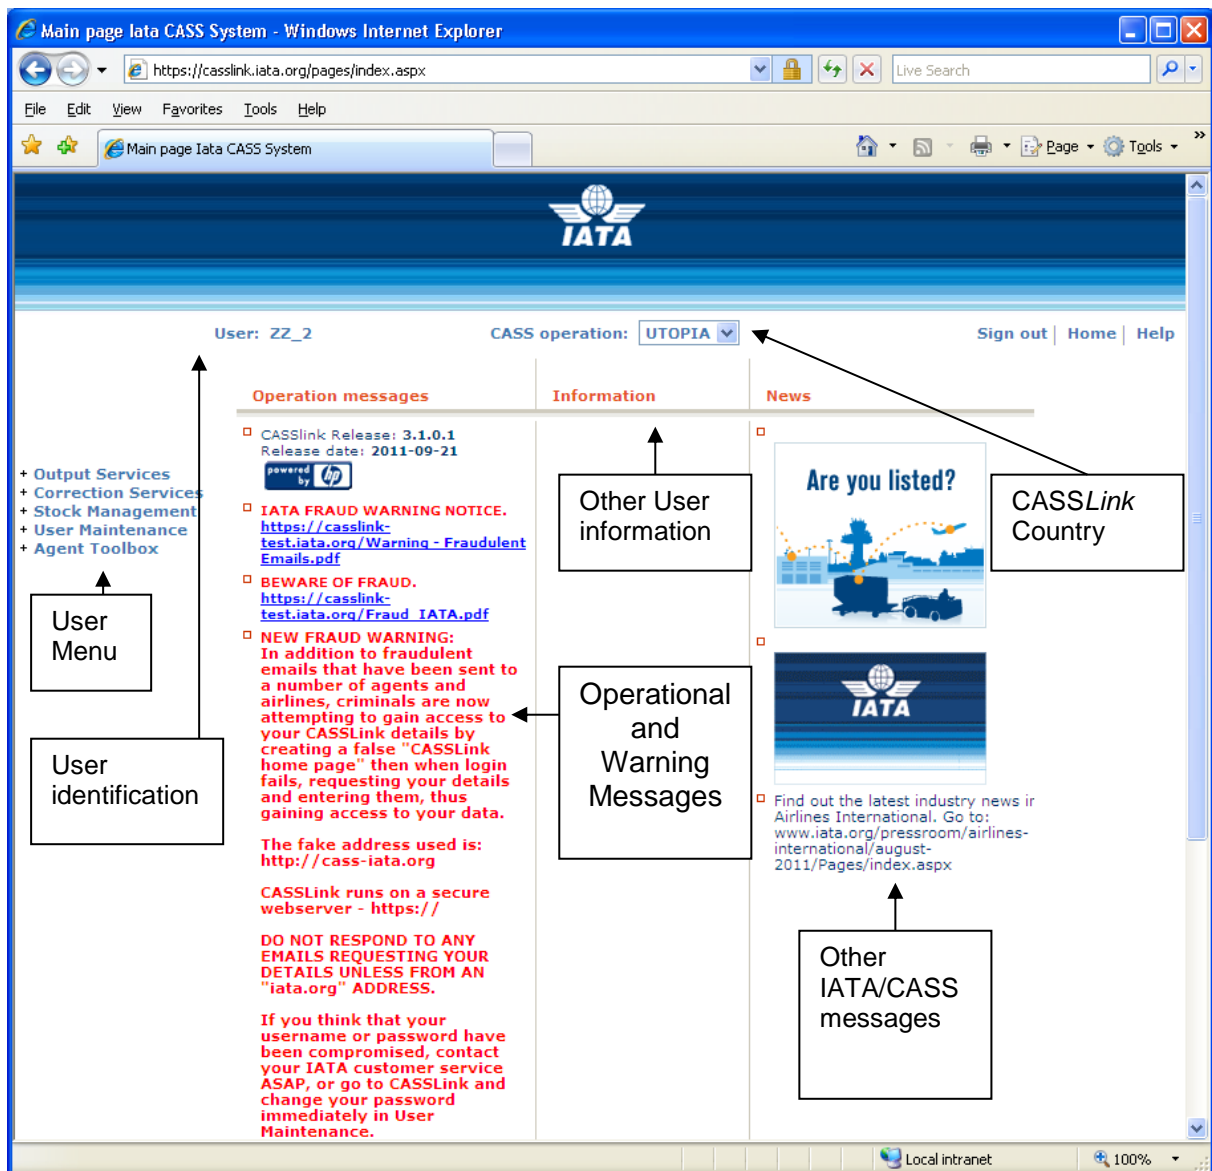 Main page Iata CASS System - Windows Internet Explorer
https://casslink.iata.org/pages/index.aspx
Live Search
File Edit View Favorites Tools Help
Main page Iata CASS System
Page Tools »
IATA
User: ZZ_2 CASS operation: UTOPIA Sign out | Home | Help
Operation messages Information News
CASSlink Release: 3.1.0.1
Release date: 2011-09-21
powered
by hp
+ Output Services
+ Correction Services
+ Stock Management
+ User Maintenance
+ Agent Toolbox
IATA FRAUD WARNING NOTICE.
https://casslink-
test.iata.org/Warning - Fraudulent
Emails.pdf
BEWARE OF FRAUD.
https://casslink-
test.iata.org/Fraud_IATA.pdf
NEW FRAUD WARNING:
In addition to fraudulent
emails that have been sent to
a number of agents and
airlines, criminals are now
attempting to gain access to
your CASSLink details by
creating a false "CASSLink
home page" then when login
fails, requesting your details
and entering them, thus
gaining access to your data.
The fake address used is:
http://cass-iata.org
CASSLink runs on a secure
webserver - https://
DO NOT RESPOND TO ANY
EMAILS REQUESTING YOUR
DETAILS UNLESS FROM AN
"iata.org" ADDRESS.
If you think that your
username or password have
been compromised, contact
your IATA customer service
ASAP, or go to CASSLink and
change your password
immediately in User
Maintenance.
Are you listed?
IATA
Find out the latest industry news in
Airlines International. Go to:
www.iata.org/pressroom/airlines-
international/august-
2011/Pages/index.aspx
Other User
information
CASSLink
Country
User
Menu
User
identification
Operational
and
Warning
Messages
Other
IATA/CASS
messages
Local intranet 100%